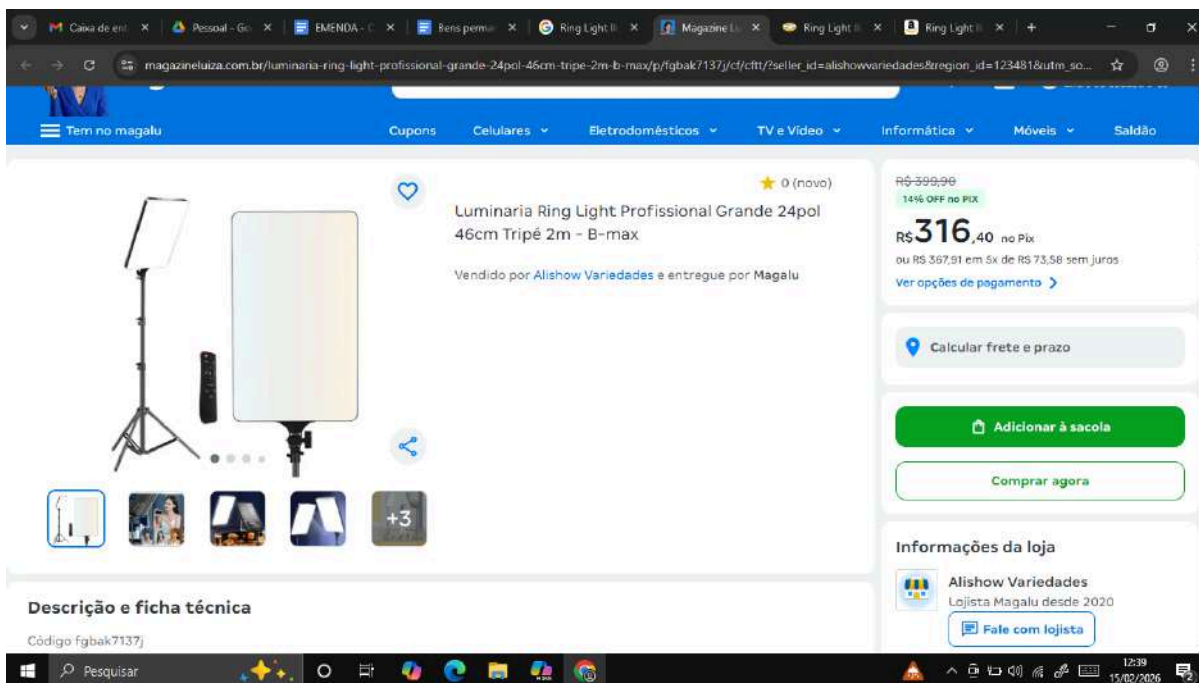 Caixa de ent
Pessoal - Go
EMENDA - C
Bens perma
Ring Light B
Magazine Lu
Ring Light B
Ring Light B
magazineluiza.com.br/luminaria-ring-light-profissional-grande-24pol-46cm-tripe-2m-b-max/p/fgbak7137j/cf/cftt/?seller_id=alishowvariedades&region_id=123481&utm_so...
Tem no magalu
Cupons
Celulares
Eletrodomésticos
TV e Vídeo
Informática
Móveis
Saldão
0 (novo)
Luminaria Ring Light Profissional Grande 24pol
46cm Tripé 2m - B-max
Vendido por Alishow Variedades e entregue por Magalu
+3
R$ 399,90
14% OFF no PIX
R$ 316,40 no Pix
ou R$ 367,91 em 5x de R$ 73,58 sem juros
Ver opções de pagamento
Calcular frete e prazo
Adicionar à sacola
Comprar agora
Informações da loja
Alishow Variedades
Lojista Magalu desde 2020
Fale com lojista
Descrição e ficha técnica
Código fgbak7137j
Pesquisar
12:39
15/02/2026